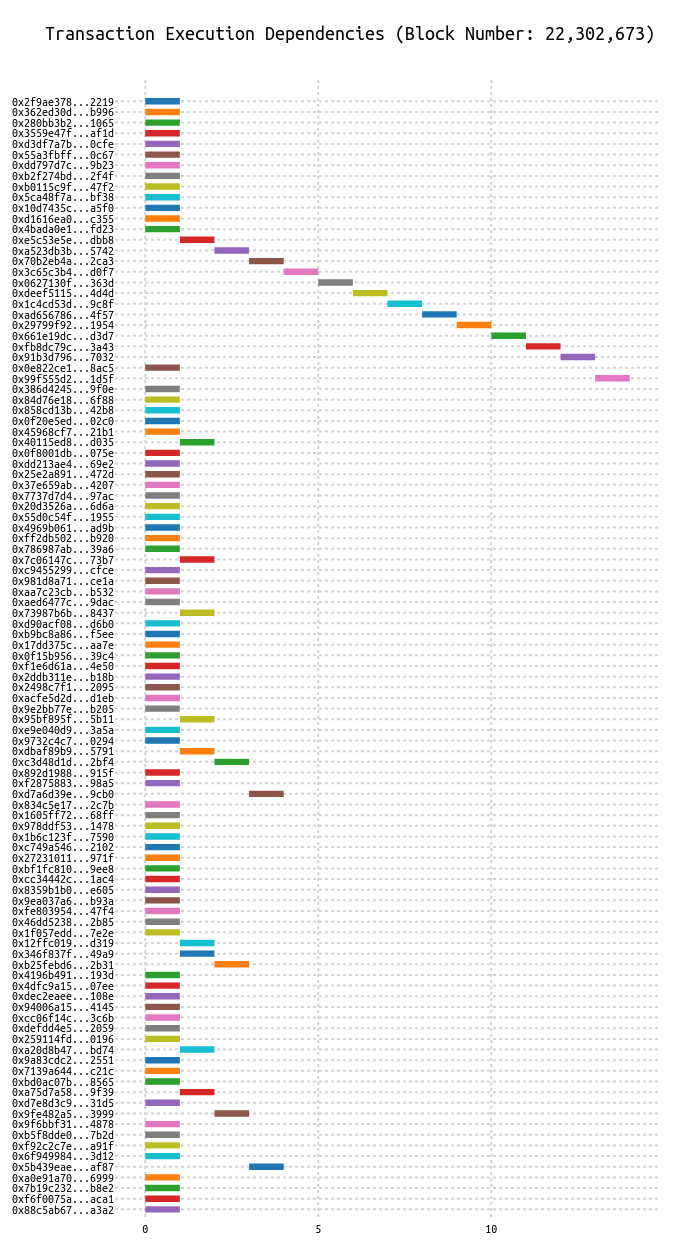 Transaction Execution Dependencies (Block Number: 22,302,673)
0x2f9ae378...2219
0x362ed30d...b996
0x280bb3b2...1065
0x3559e47f...af1d
0xd3df7a7b...0cfe
0x55a3fbff...0c67
0xdd797d7c...9b23
0xb2f274bd...2f4f
0xb0115c9f...47f2
0x5ca48f7a...bf38
0x10d7435c...a5f0
0xd1616ea0...c355
0x4bada0e1...fd23
0xe5c53e5e...dbb8
0xa523db3b...5742
0x70b2eb4a...2ca3
0x3c65c3b4...d0f7
0x0627130f...363d
0xdeef5115...4d4d
0x1c4cd53d...9c8f
0xad656786...4f57
0x29799f92...1954
0x661e19dc...d3d7
0xfb8dc79c...3a43
0x91b3d796...7032
0x0e822ce1...8ac5
0x99f555d2...1d5f
0x386d4245...9f0e
0x84d76e18...6f88
0x858cd13b...42b8
0x0f20e5ed...02c0
0x45968cf7...21b1
0x40115ed8...d035
0x0f8001db...075e
0xdd213ae4...69e2
0x25e2a891...472d
0x37e659ab...4207
0x7737d7d4...97ac
0x20d3526a...6d6a
0x55d0c54f...1955
0x4969b061...ad9b
0xff2db502...b920
0x786987ab...39a6
0x7c06147c...73b7
0xc9455299...cfce
0x981d8a71...ce1a
0xaa7c23cb...b532
0xaed6477c...9dac
0x73987b6b...8437
0xd90acf08...d6b0
0xb9bc8a86...f5ee
0x17dd375c...aa7e
0x0f15b956...39c4
0xf1e6d61a...4e50
0x2ddb311e...b18b
0x2498c7f1...2095
0xacfe5d2d...d1eb
0x9e2bb77e...b205
0x95bf895f...5b11
0xe9e040d9...3a5a
0x9732c4c7...0294
0xdbaf89b9...5791
0xc3d48d1d...2bf4
0x892d1988...915f
0xf2875883...98a5
0xd7a6d39e...9cb0
0x834c5e17...2c7b
0x1605ff72...68ff
0x978ddf53...1478
0x1b6c123f...7590
0xc749a546...2102
0x27231011...971f
0xbf1fc810...9ee8
0xcc34442c...1ac4
0x8359b1b0...e605
0x9ea037a6...b93a
0xfe803954...47f4
0x46dd5238...2b85
0x1f057edd...7e2e
0x12ffc019...d319
0x346f837f...49a9
0xb25febd6...2b31
0x4196b491...193d
0x4dfc9a15...07ee
0xdec2eaee...108e
0x94006a15...4145
0xcc06f14c...3c6b
0xdefdd4e5...2059
0x259114fd...0196
0xa20d8b47...bd74
0x9a83cdc2...2551
0x7139a644...c21c
0xbd0ac07b...8565
0xa75d7a58...9f39
0xd7e8d3c9...31d5
0x9fe482a5...3999
0x9f6bbf31...4878
0xb5f8dde0...7b2d
0xf92c2c7e...a91f
0x6f949984...3d12
0x5b439eae...af87
0xa0e91a70...6999
0x7b19c232...b8e2
0xf6f0075a...aca1
0x88c5ab67...a3a2
0 5 10